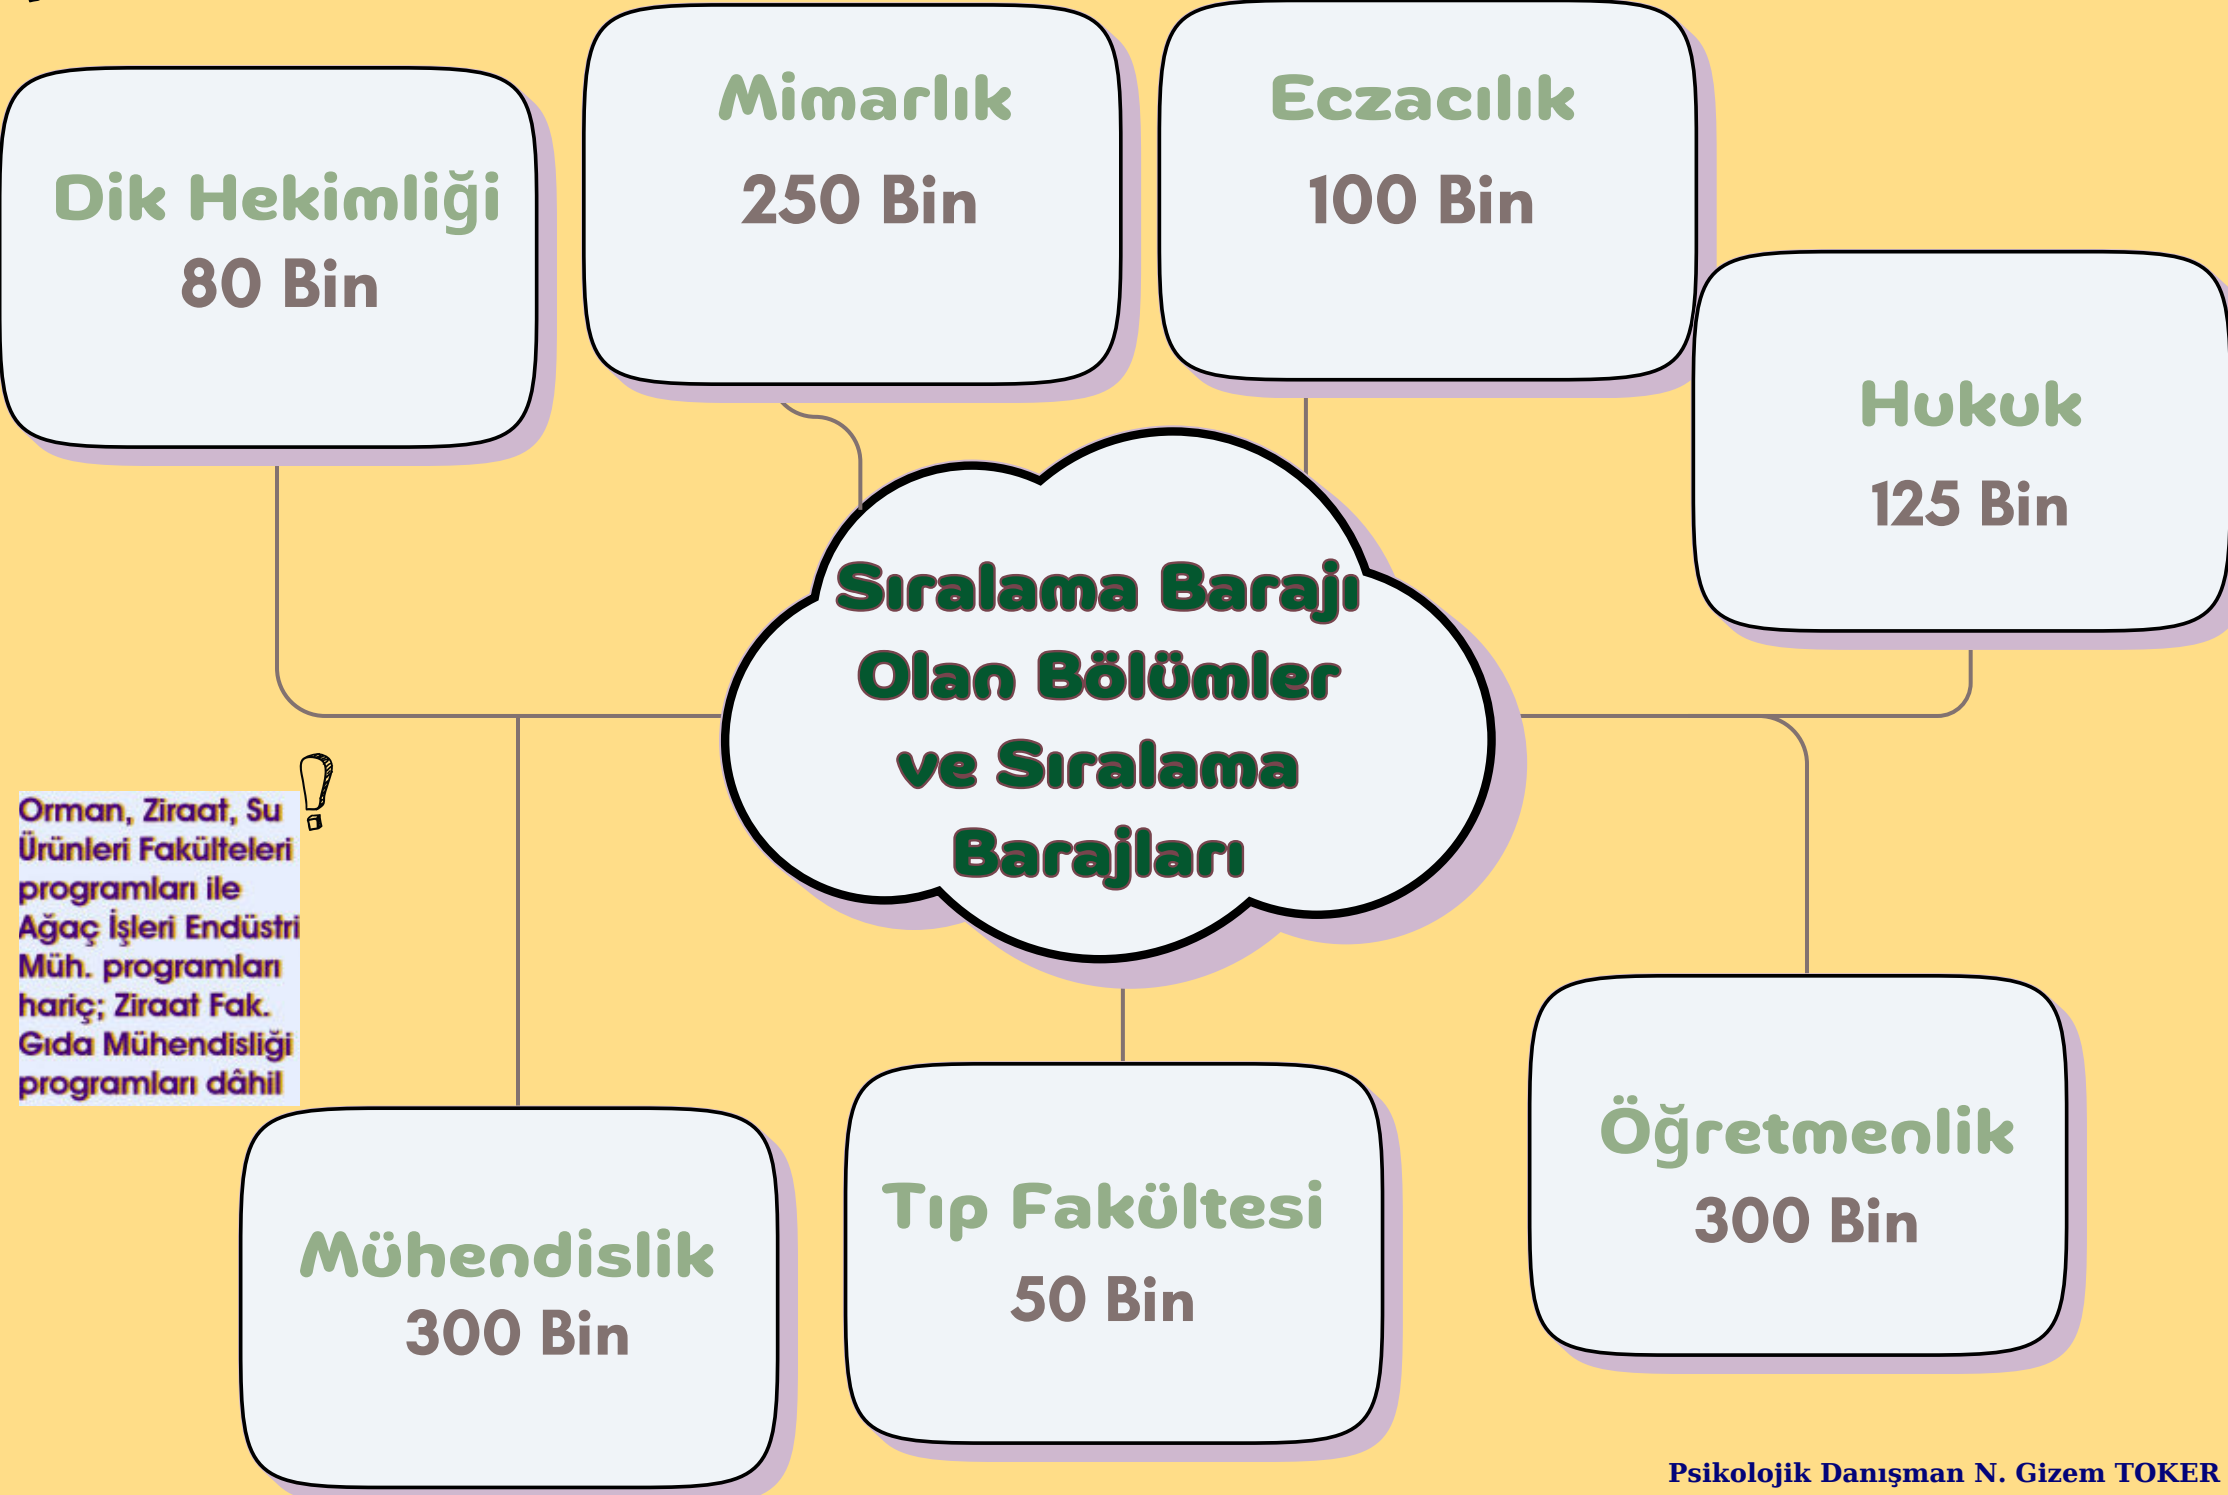 Dik Hekimliği
80 Bin
Mimarlık
250 Bin
Eczacılık
100 Bin
Hukuk
125 Bin
Sıralama Barajı
Olan Bölümler
ve Sıralama
Barajları
!
Orman, Ziraat, Su
Ürünleri Fakülteleri
programları ile
Ağaç İşleri Endüstri
Müh. programları
hariç; Ziraat Fak.
Gıda Mühendisliği
programları dâhil
Mühendislik
300 Bin
Tıp Fakültesi
50 Bin
Öğretmenlik
300 Bin
Psikolojik Danışman N. Gizem TOKER